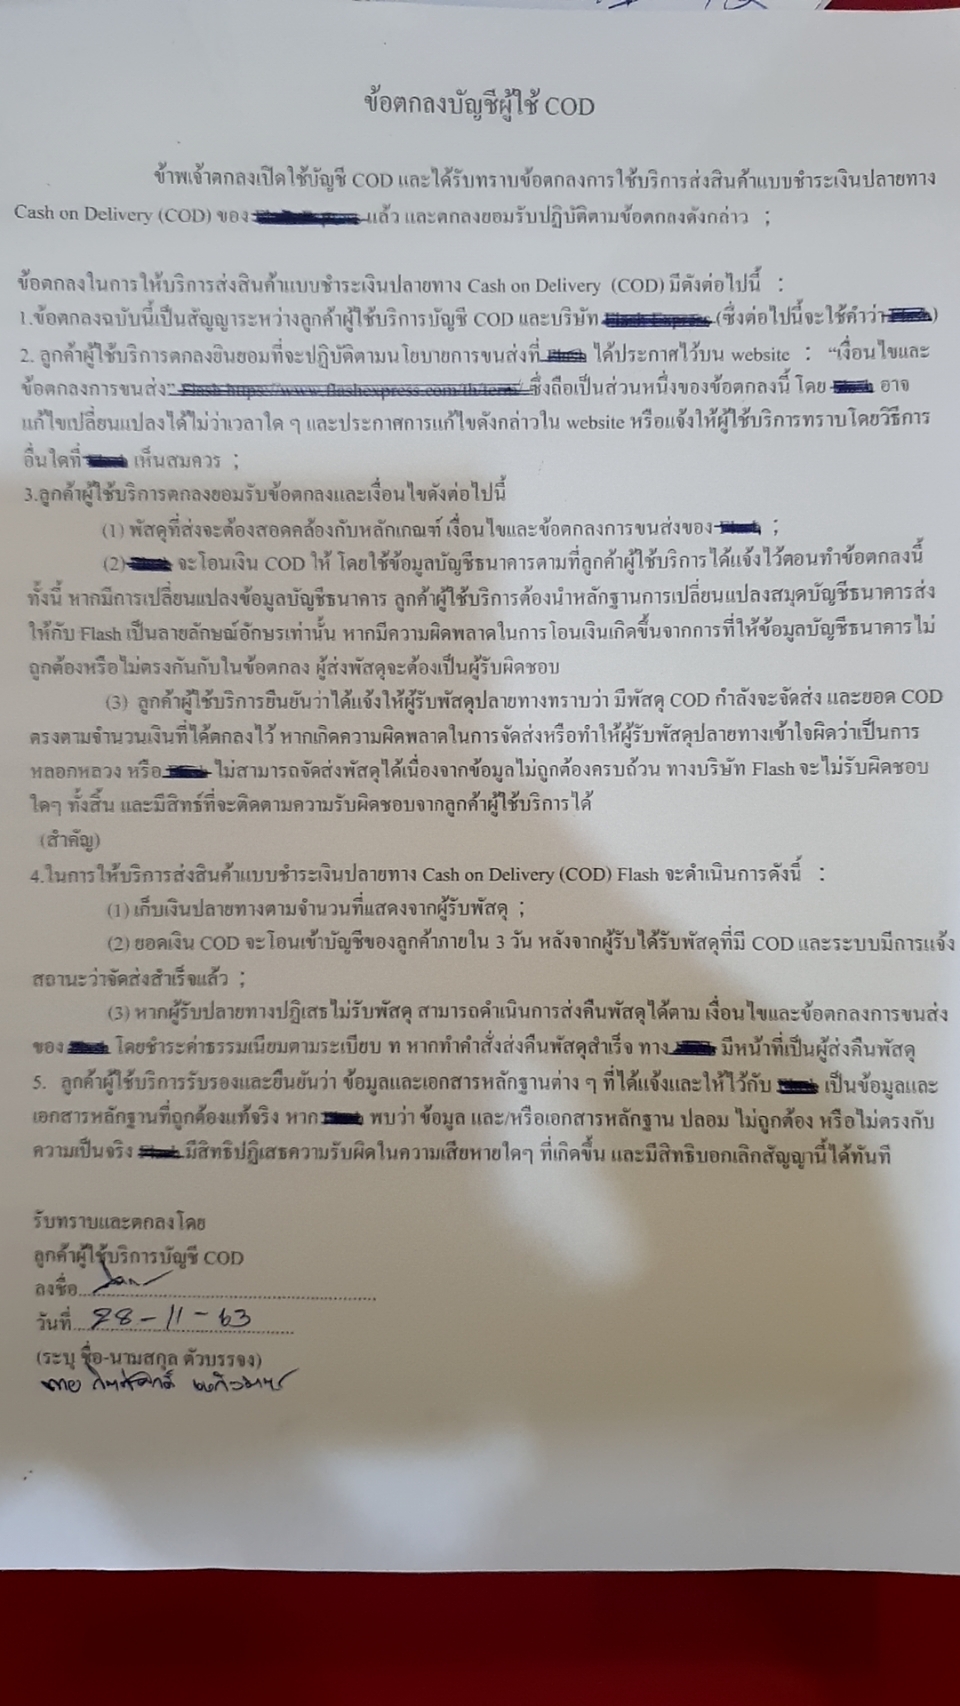 ข้อตกลงบัญชีผู้ใช้ COD
ข้าพเจ้าตกลงเปิดใช้บัญชี COD และได้รับทราบข้อตกลงการใช้บริการส่งสินค้าแบบชำระเงินปลายทาง
Cash on Delivery (COD) ของ แล้ว และตกลงยอมรับปฏิบัติตามข้อตกลงดังกล่าว ;
ข้อตกลงในการให้บริการส่งสินค้าแบบชำระเงินปลายทาง Cash on Delivery (COD) มีดังต่อไปนี้ :
1.ข้อตกลงฉบับนี้เป็นสัญญาระหว่างลูกค้าผู้ใช้บริการบัญชี COD และบริษัท (ซึ่งต่อไปนี้จะใช้คำว่า )
2. ลูกค้าผู้ใช้บริการตกลงยินยอมที่จะปฏิบัติตามนโยบายการขนส่งที่ ได้ประกาศไว้บน website : “เงื่อนไขและ
ข้อตกลงการขนส่ง” ซึ่งถือเป็นส่วนหนึ่งของข้อตกลงนี้ โดย อาจ
แก้ไขเปลี่ยนแปลงได้ไม่ว่าเวลาใด ๆ และประกาศการแก้ไขดังกล่าวใน website หรือแจ้งให้ผู้ใช้บริการทราบโดยวิธีการ
อื่นใดที่ เห็นสมควร ;
3.ลูกค้าผู้ใช้บริการตกลงยอมรับข้อตกลงและเงื่อนไขดังต่อไปนี้
(1) พัสดุที่ส่งจะต้องสอดคล้องกับหลักเกณฑ์ เงื่อนไขและข้อตกลงการขนส่งของ ;
(2) จะโอนเงิน COD ให้ โดยใช้ข้อมูลบัญชีธนาคารตามที่ลูกค้าผู้ใช้บริการได้แจ้งไว้ตอนทำข้อตกลงนี้
ทั้งนี้ หากมีการเปลี่ยนแปลงข้อมูลบัญชีธนาคาร ลูกค้าผู้ใช้บริการต้องนำหลักฐานการเปลี่ยนแปลงสมุดบัญชีธนาคารส่ง
ให้กับ Flash เป็นลายลักษณ์อักษรเท่านั้น หากมีความผิดพลาดในการโอนเงินเกิดขึ้นจากการที่ให้ข้อมูลบัญชีธนาคารไม่
ถูกต้องหรือไม่ตรงกันกับในข้อตกลง ผู้ส่งพัสดุจะต้องเป็นผู้รับผิดชอบ
(3) ลูกค้าผู้ใช้บริการยืนยันว่าได้แจ้งให้ผู้รับพัสดุปลายทางทราบว่า มีพัสดุ COD กำลังจะจัดส่ง และยอด COD
ตรงตามจำนวนเงินที่ได้ตกลงไว้ หากเกิดความผิดพลาดในการจัดส่งหรือทำให้ผู้รับพัสดุปลายทางเข้าใจผิดว่าเป็นการ
หลอกหลวง หรือ ไม่สามารถจัดส่งพัสดุได้เนื่องจากข้อมูลไม่ถูกต้องครบถ้วน ทางบริษัท Flash จะไม่รับผิดชอบ
ใดๆ ทั้งสิ้น และมีสิทธ์ที่จะติดตามความรับผิดชอบจากลูกค้าผู้ใช้บริการได้
(สำคัญ)
4.ในการให้บริการส่งสินค้าแบบชำระเงินปลายทาง Cash on Delivery (COD) Flash จะดำเนินการดังนี้ :
(1) เก็บเงินปลายทางตามจำนวนที่แสดงจากผู้รับพัสดุ ;
(2) ยอดเงิน COD จะโอนเข้าบัญชีของลูกค้าภายใน 3 วัน หลังจากผู้รับได้รับพัสดุที่มี COD และระบบมีการแจ้ง
สถานะว่าจัดส่งสำเร็จแล้ว ;
(3) หากผู้รับปลายทางปฏิเสธไม่รับพัสดุ สามารถดำเนินการส่งคืนพัสดุได้ตาม เงื่อนไขและข้อตกลงการขนส่ง
ของ โดยชำระค่าธรรมเนียมตามระเบียบ ท หากทำคำสั่งส่งคืนพัสดุสำเร็จ ทาง มีหน้าที่เป็นผู้ส่งคืนพัสดุ
5. ลูกค้าผู้ใช้บริการรับรองและยืนยันว่า ข้อมูลและเอกสารหลักฐานต่าง ๆ ที่ได้แจ้งและให้ไว้กับ เป็นข้อมูลและ
เอกสารหลักฐานที่ถูกต้องแท้จริง หาก พบว่า ข้อมูล และ/หรือเอกสารหลักฐาน ปลอม ไม่ถูกต้อง หรือไม่ตรงกับ
ความเป็นจริง มีสิทธิปฏิเสธความรับผิดในความเสียหายใดๆ ที่เกิดขึ้น และมีสิทธิบอกเลิกสัญญานี้ได้ทันที
รับทราบและตกลงโดย
ลูกค้าผู้ใช้บริการบัญชี COD
ลงชื่อ
วันที่ 28-11-63
(ระบุ ชื่อ-นามสกุล ตัวบรรจง)
นาย